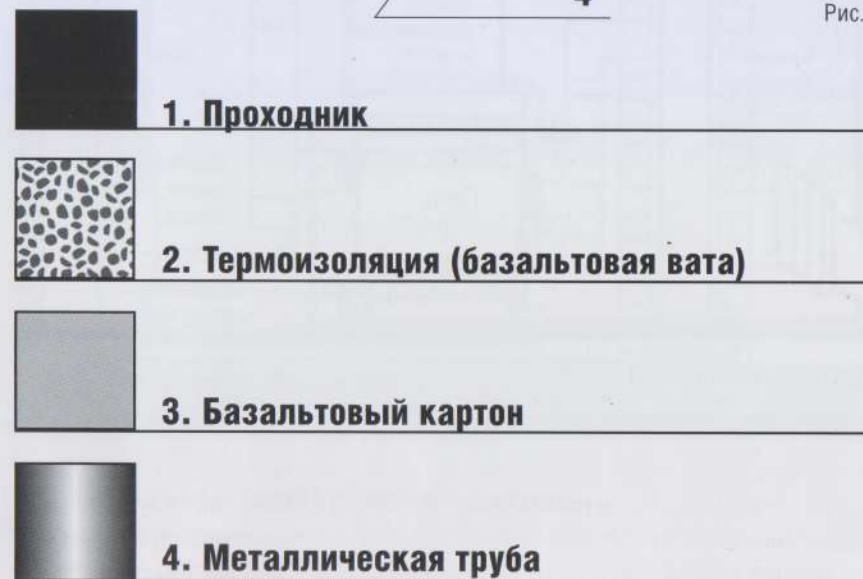 Рис.
1. Проходник
2. Термоизоляция (базальтовая вата)
3. Базальтовый картон
4. Металлическая труба